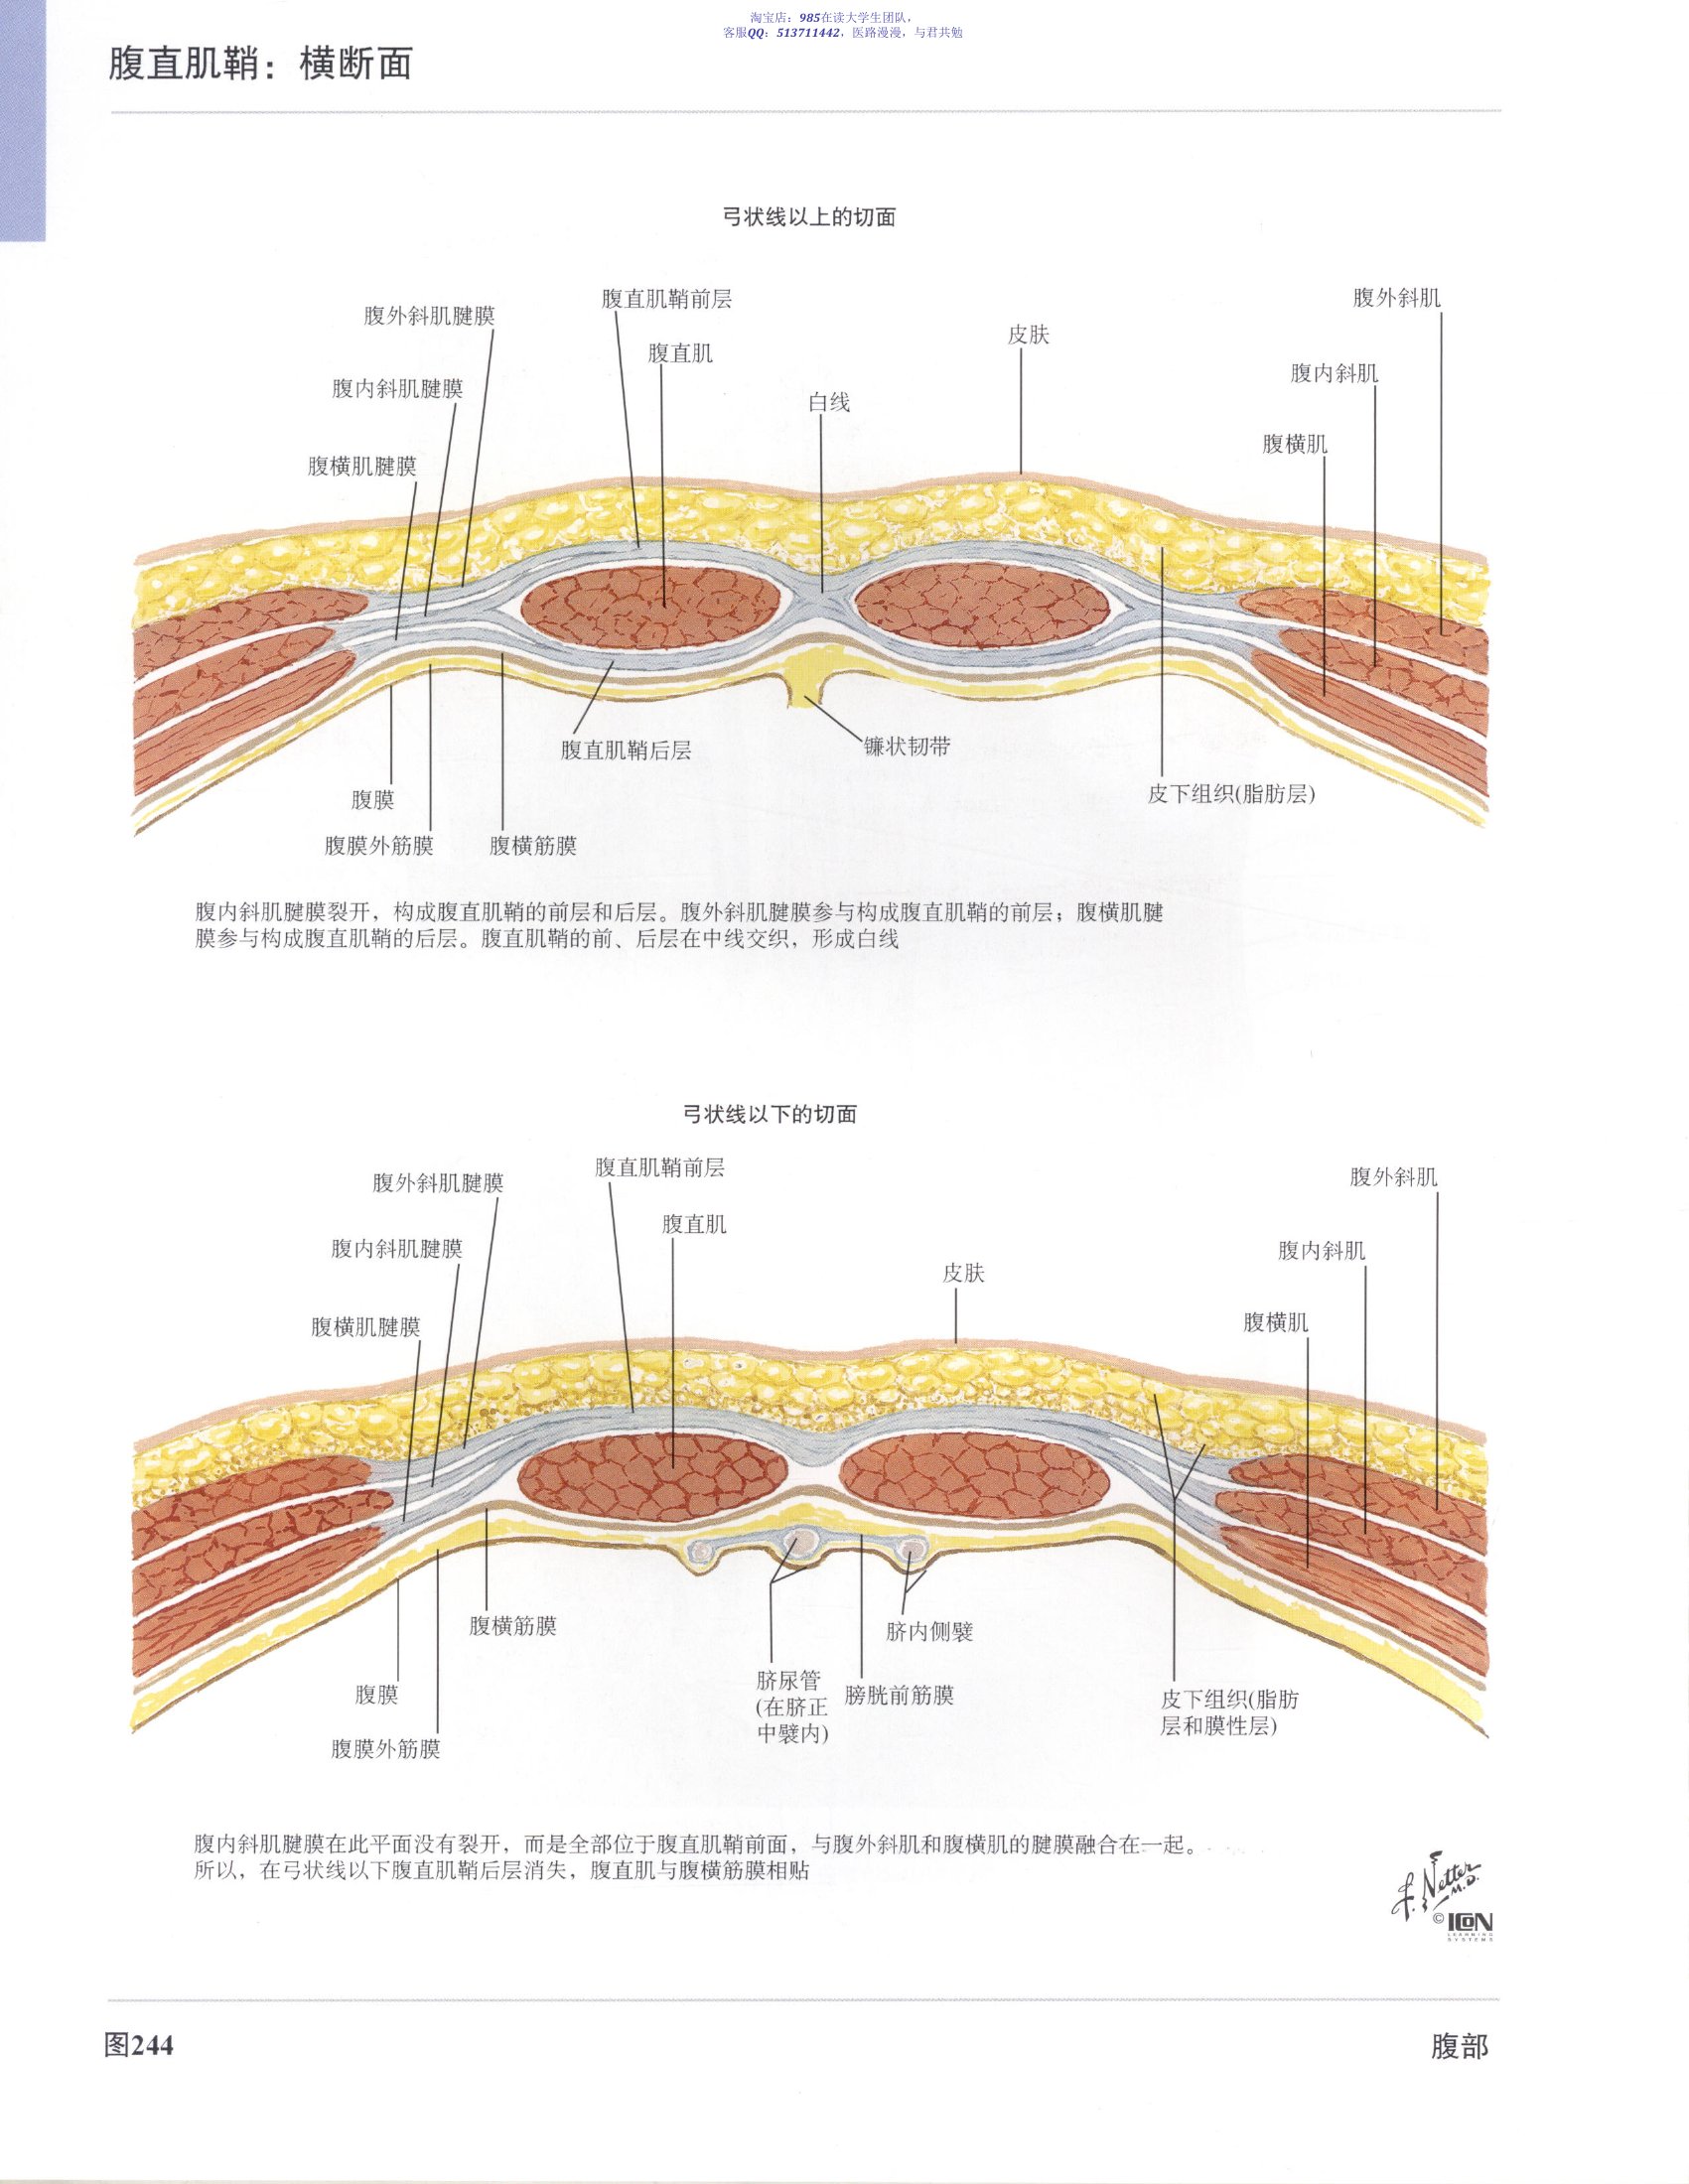 淘宝店：985在读大学生团队，
客服QQ：513711442，医路漫漫，与君共勉
腹直肌鞘：横断面
弓状线以上的切面
腹直肌鞘前层
腹外斜肌
腹外斜肌腱膜
皮肤
腹直肌
腹内斜肌
腹内斜肌腱膜
白线
腹横肌
腹横肌腱膜
腹直肌鞘后层
镰状韧带
腹膜
皮下组织(脂肪层)
腹膜外筋膜
腹横筋膜
腹内斜肌腱膜裂开，构成腹直肌鞘的前层和后层。腹外斜肌腱膜参与构成腹直肌鞘的前层；腹横肌腱
膜参与构成腹直肌鞘的后层。腹直肌鞘的前、后层在中线交织，形成白线
弓状线以下的切面
腹直肌鞘前层
腹外斜肌腱膜
腹外斜肌
腹直肌
腹内斜肌腱膜
腹内斜肌
皮肤
腹横肌腱膜
腹横肌
腹横筋膜
脐内侧襞
腹膜
脐尿管
(在脐正
中襞内)
膀胱前筋膜
皮下组织(脂肪
层和膜性层)
腹膜外筋膜
腹内斜肌腱膜在此平面没有裂开，而是全部位于腹直肌鞘前面，与腹外斜肌和腹横肌的腱膜融合在一起。
所以，在弓状线以下腹直肌鞘后层消失，腹直肌与腹横筋膜相贴
F. Netter
M.D.
© ICON
LEARNING
SYSTEMS
图244
腹部